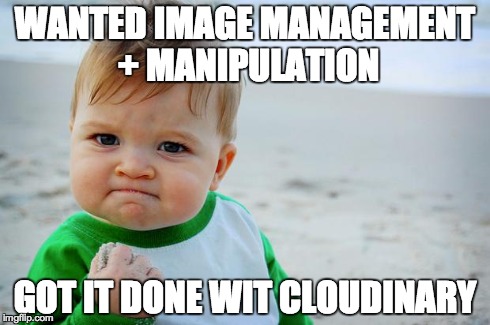 WANTED IMAGE MANAGEMENT
+ MANIPULATION
GOT IT DONE WIT CLOUDINARY
imgflip.com